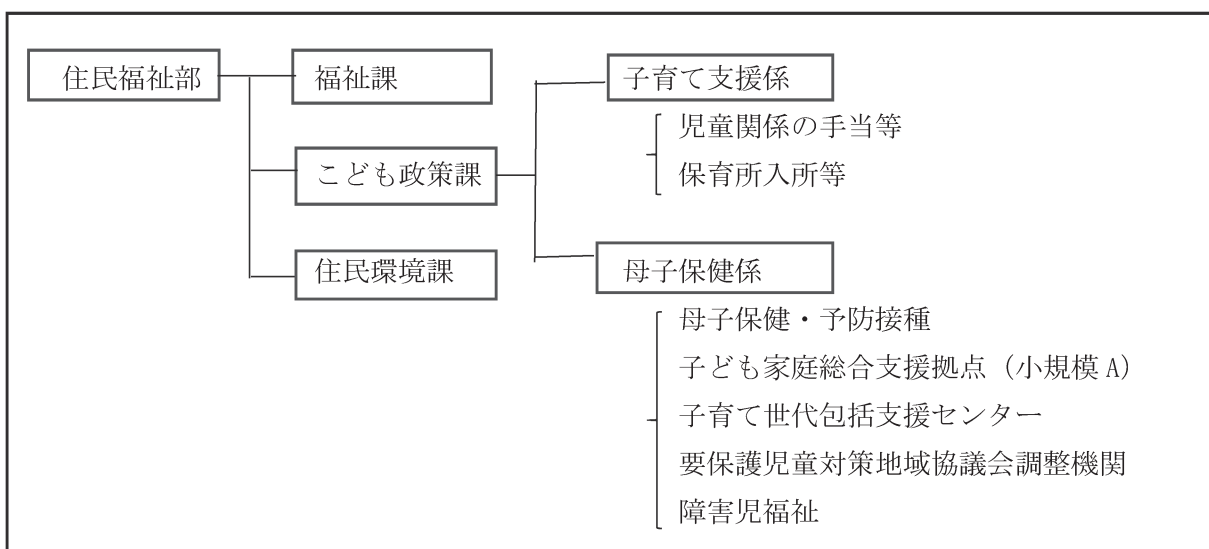 住民福祉部
福祉課
こども政策課
住民環境課
子育て支援係
児童関係の手当等
保育所入所等
母子保健係
母子保健・予防接種
子ども家庭総合支援拠点（小規模 A）
子育て世代包括支援センター
要保護児童対策地域協議会調整機関
障害児福祉